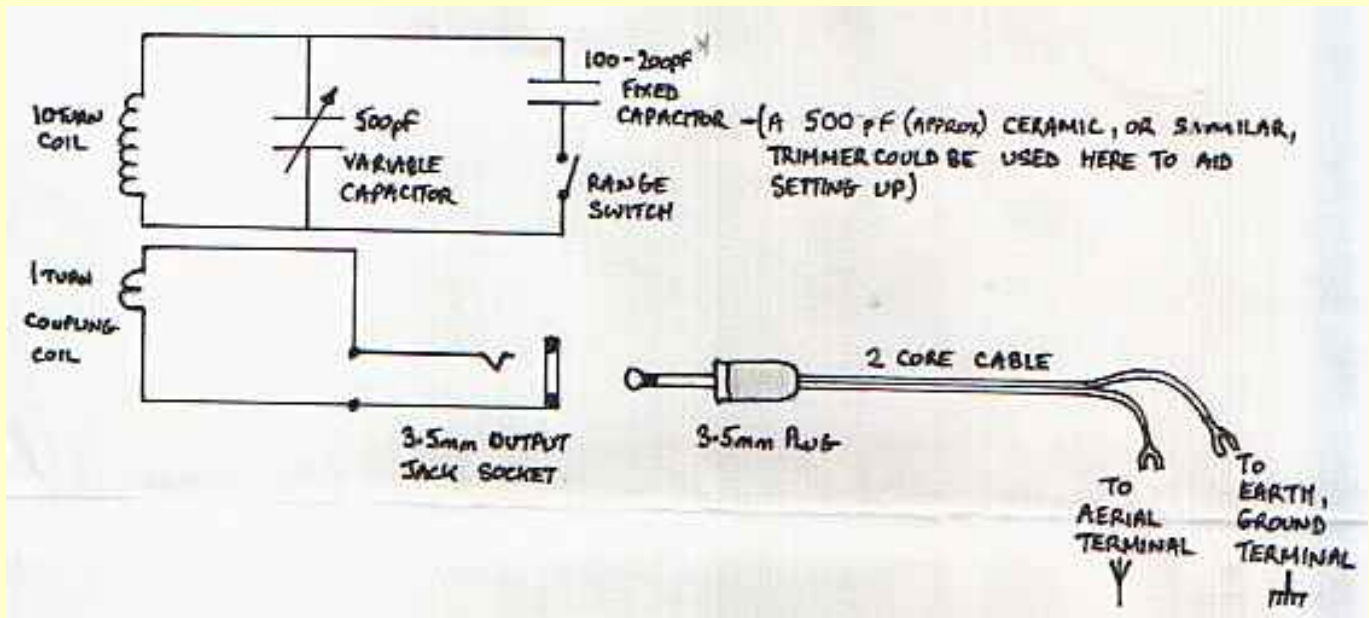 10 TURN
COIL
500pF
VARIABLE
CAPACITOR
100-200pF*
FIXED
CAPACITOR -(A 500 pF (APPROX) CERAMIC, OR SIMILAR,
TRIMMER COULD BE USED HERE TO AID
SETTING UP)
RANGE
SWITCH
1 TURN
COUPLING
COIL
3.5mm OUTPUT
JACK SOCKET
3.5mm PLUG
2 CORE CABLE
TO
AERIAL
TERMINAL
TO
EARTH,
GROUND
TERMINAL